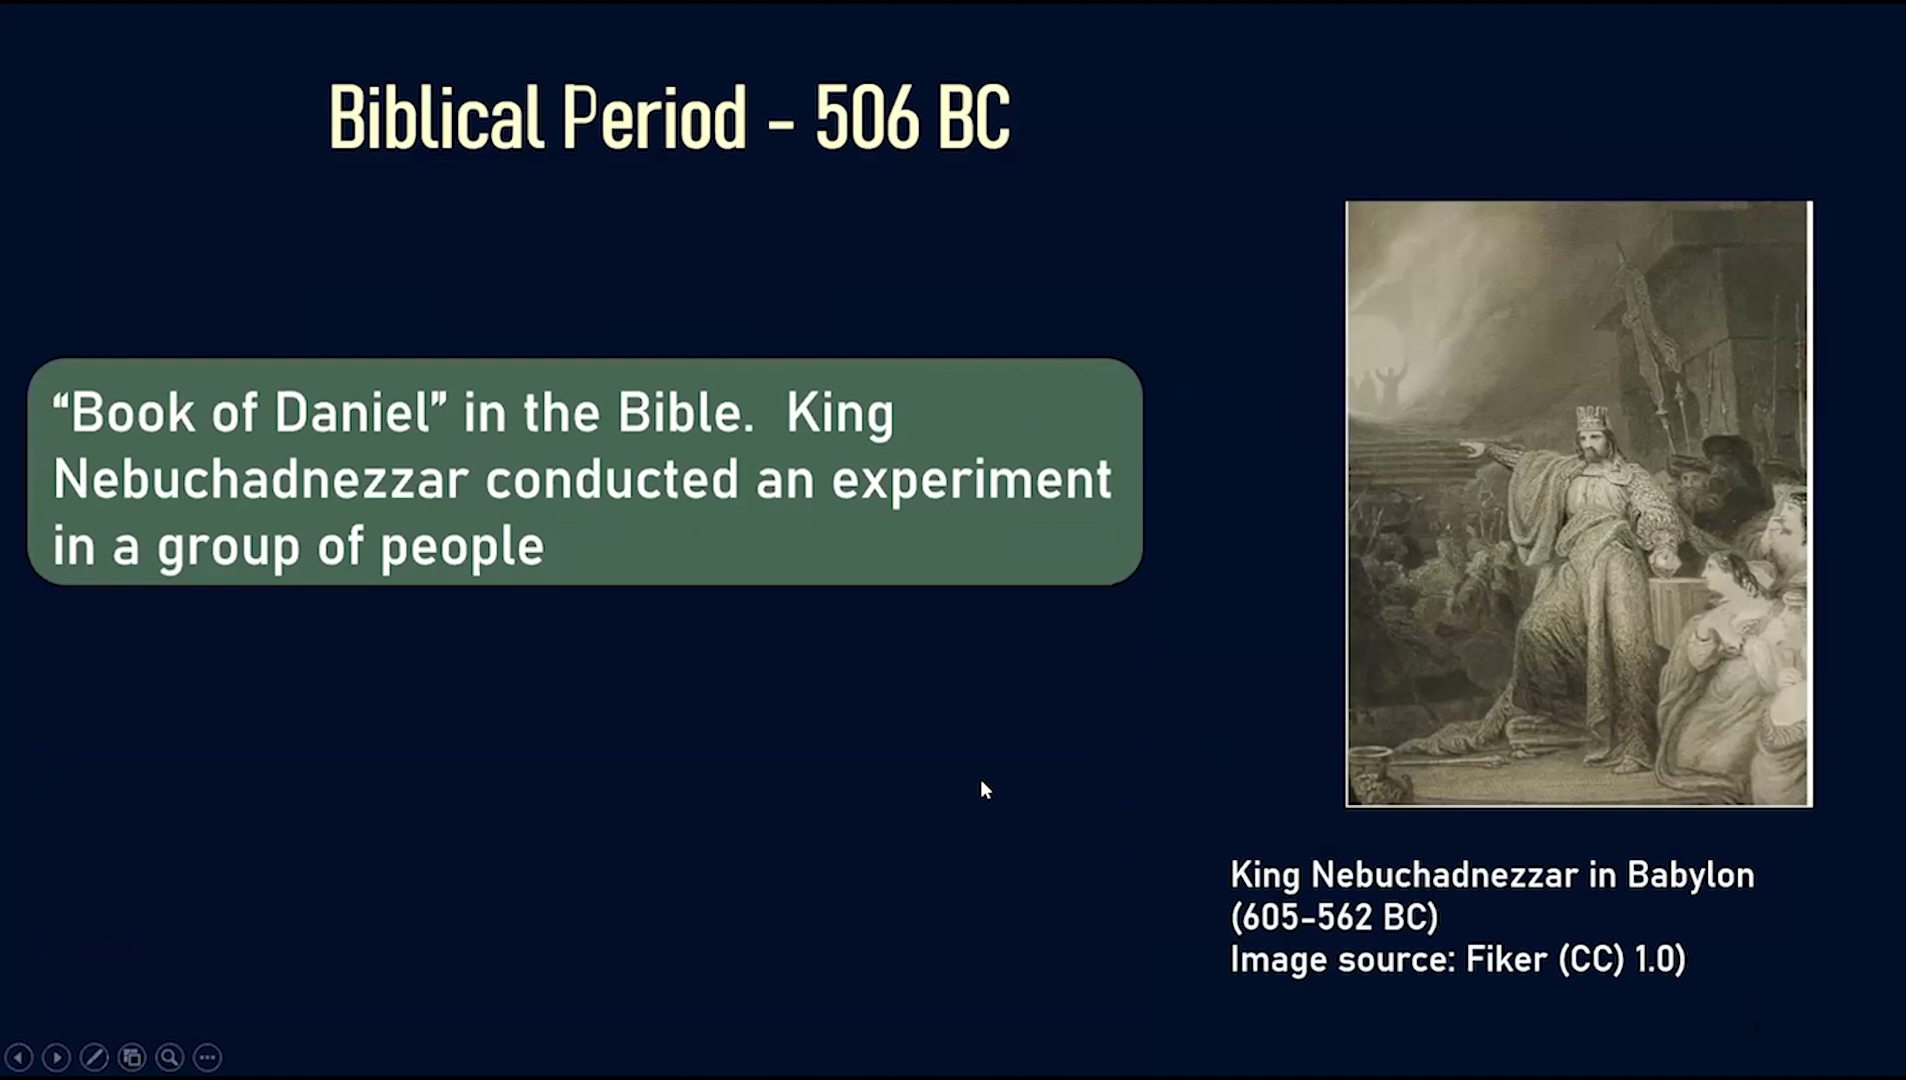 Biblical Period - 506 BC
“Book of Daniel” in the Bible.  King
Nebuchadnezzar conducted an experiment
in a group of people
King Nebuchadnezzar in Babylon
(605-562 BC)
Image source: Fiker (CC) 1.0)